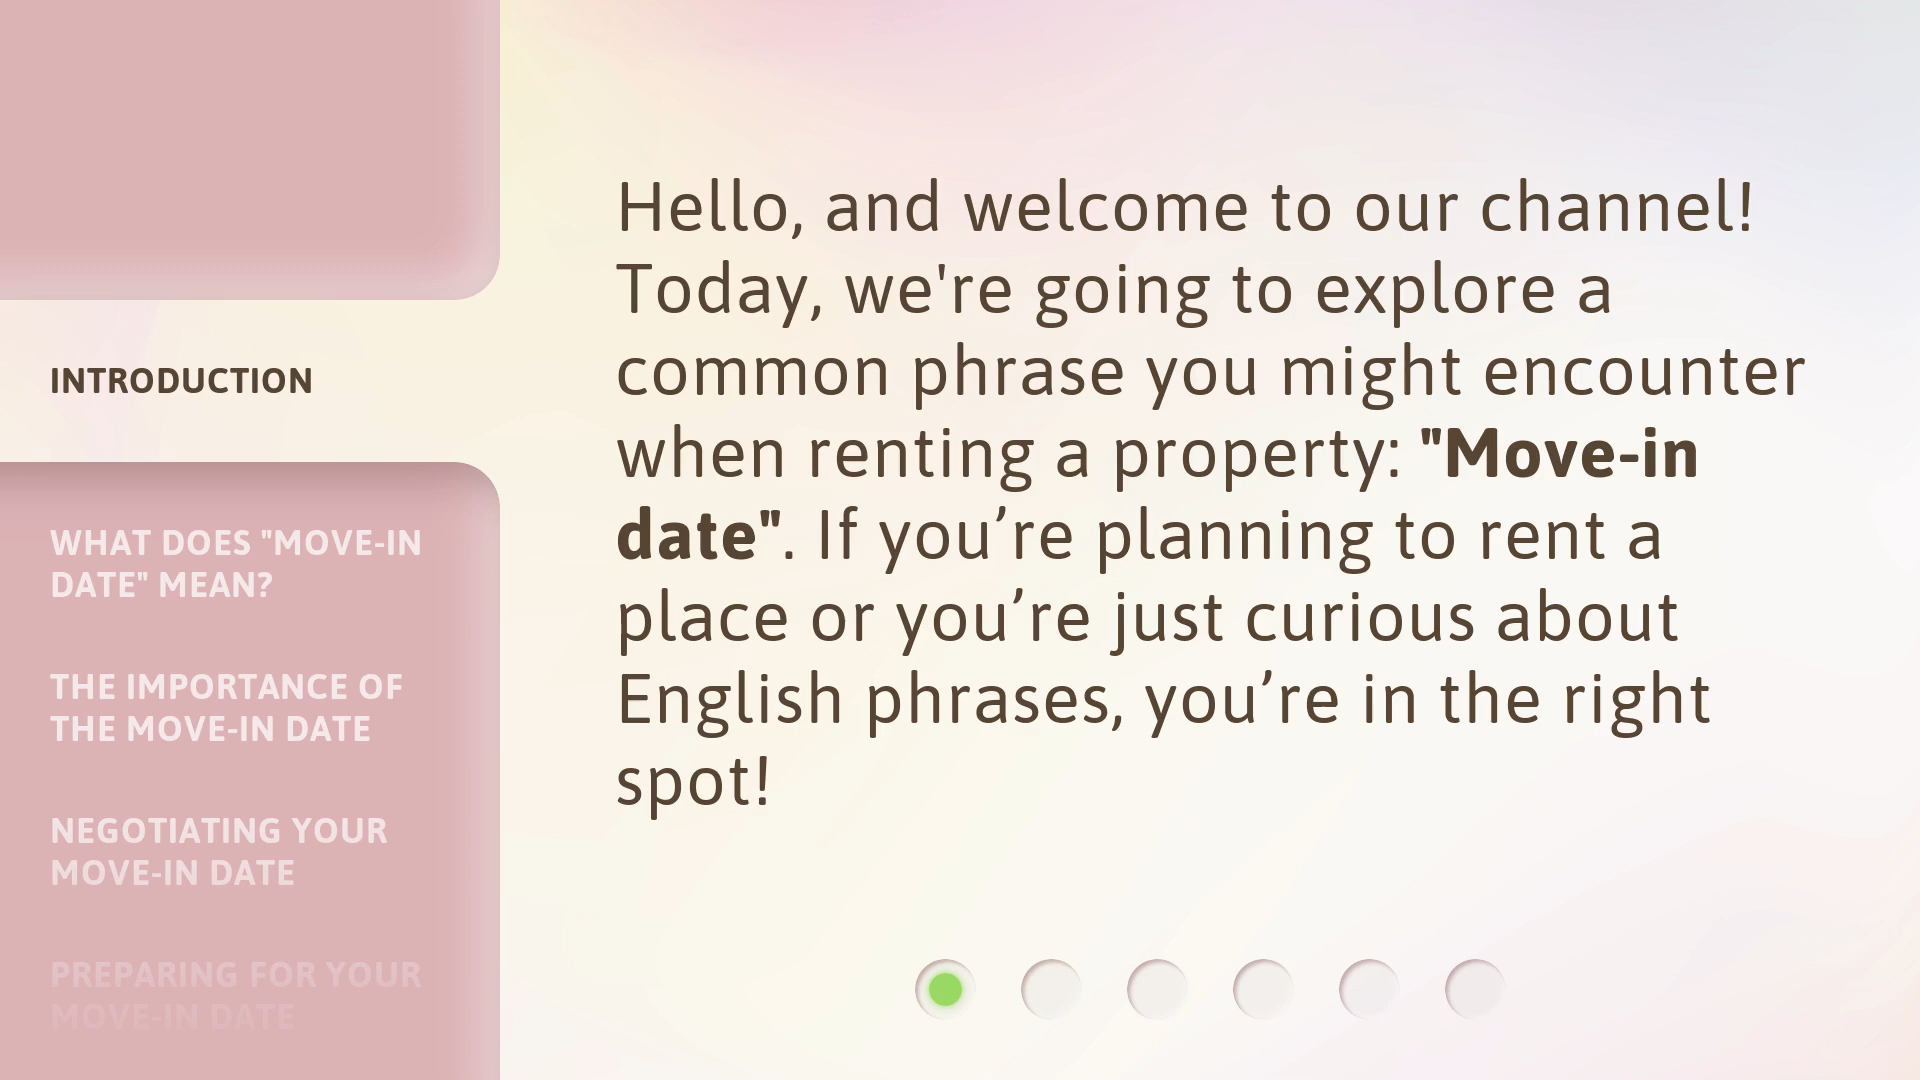 INTRODUCTION
WHAT DOES "MOVE-IN
DATE" MEAN?
THE IMPORTANCE OF
THE MOVE-IN DATE
NEGOTIATING YOUR
MOVE-IN DATE
PREPARING FOR YOUR
MOVE-IN DATE
Hello, and welcome to our channel!
Today, we're going to explore a
common phrase you might encounter
when renting a property: "Move-in
date". If you’re planning to rent a
place or you’re just curious about
English phrases, you’re in the right
spot!